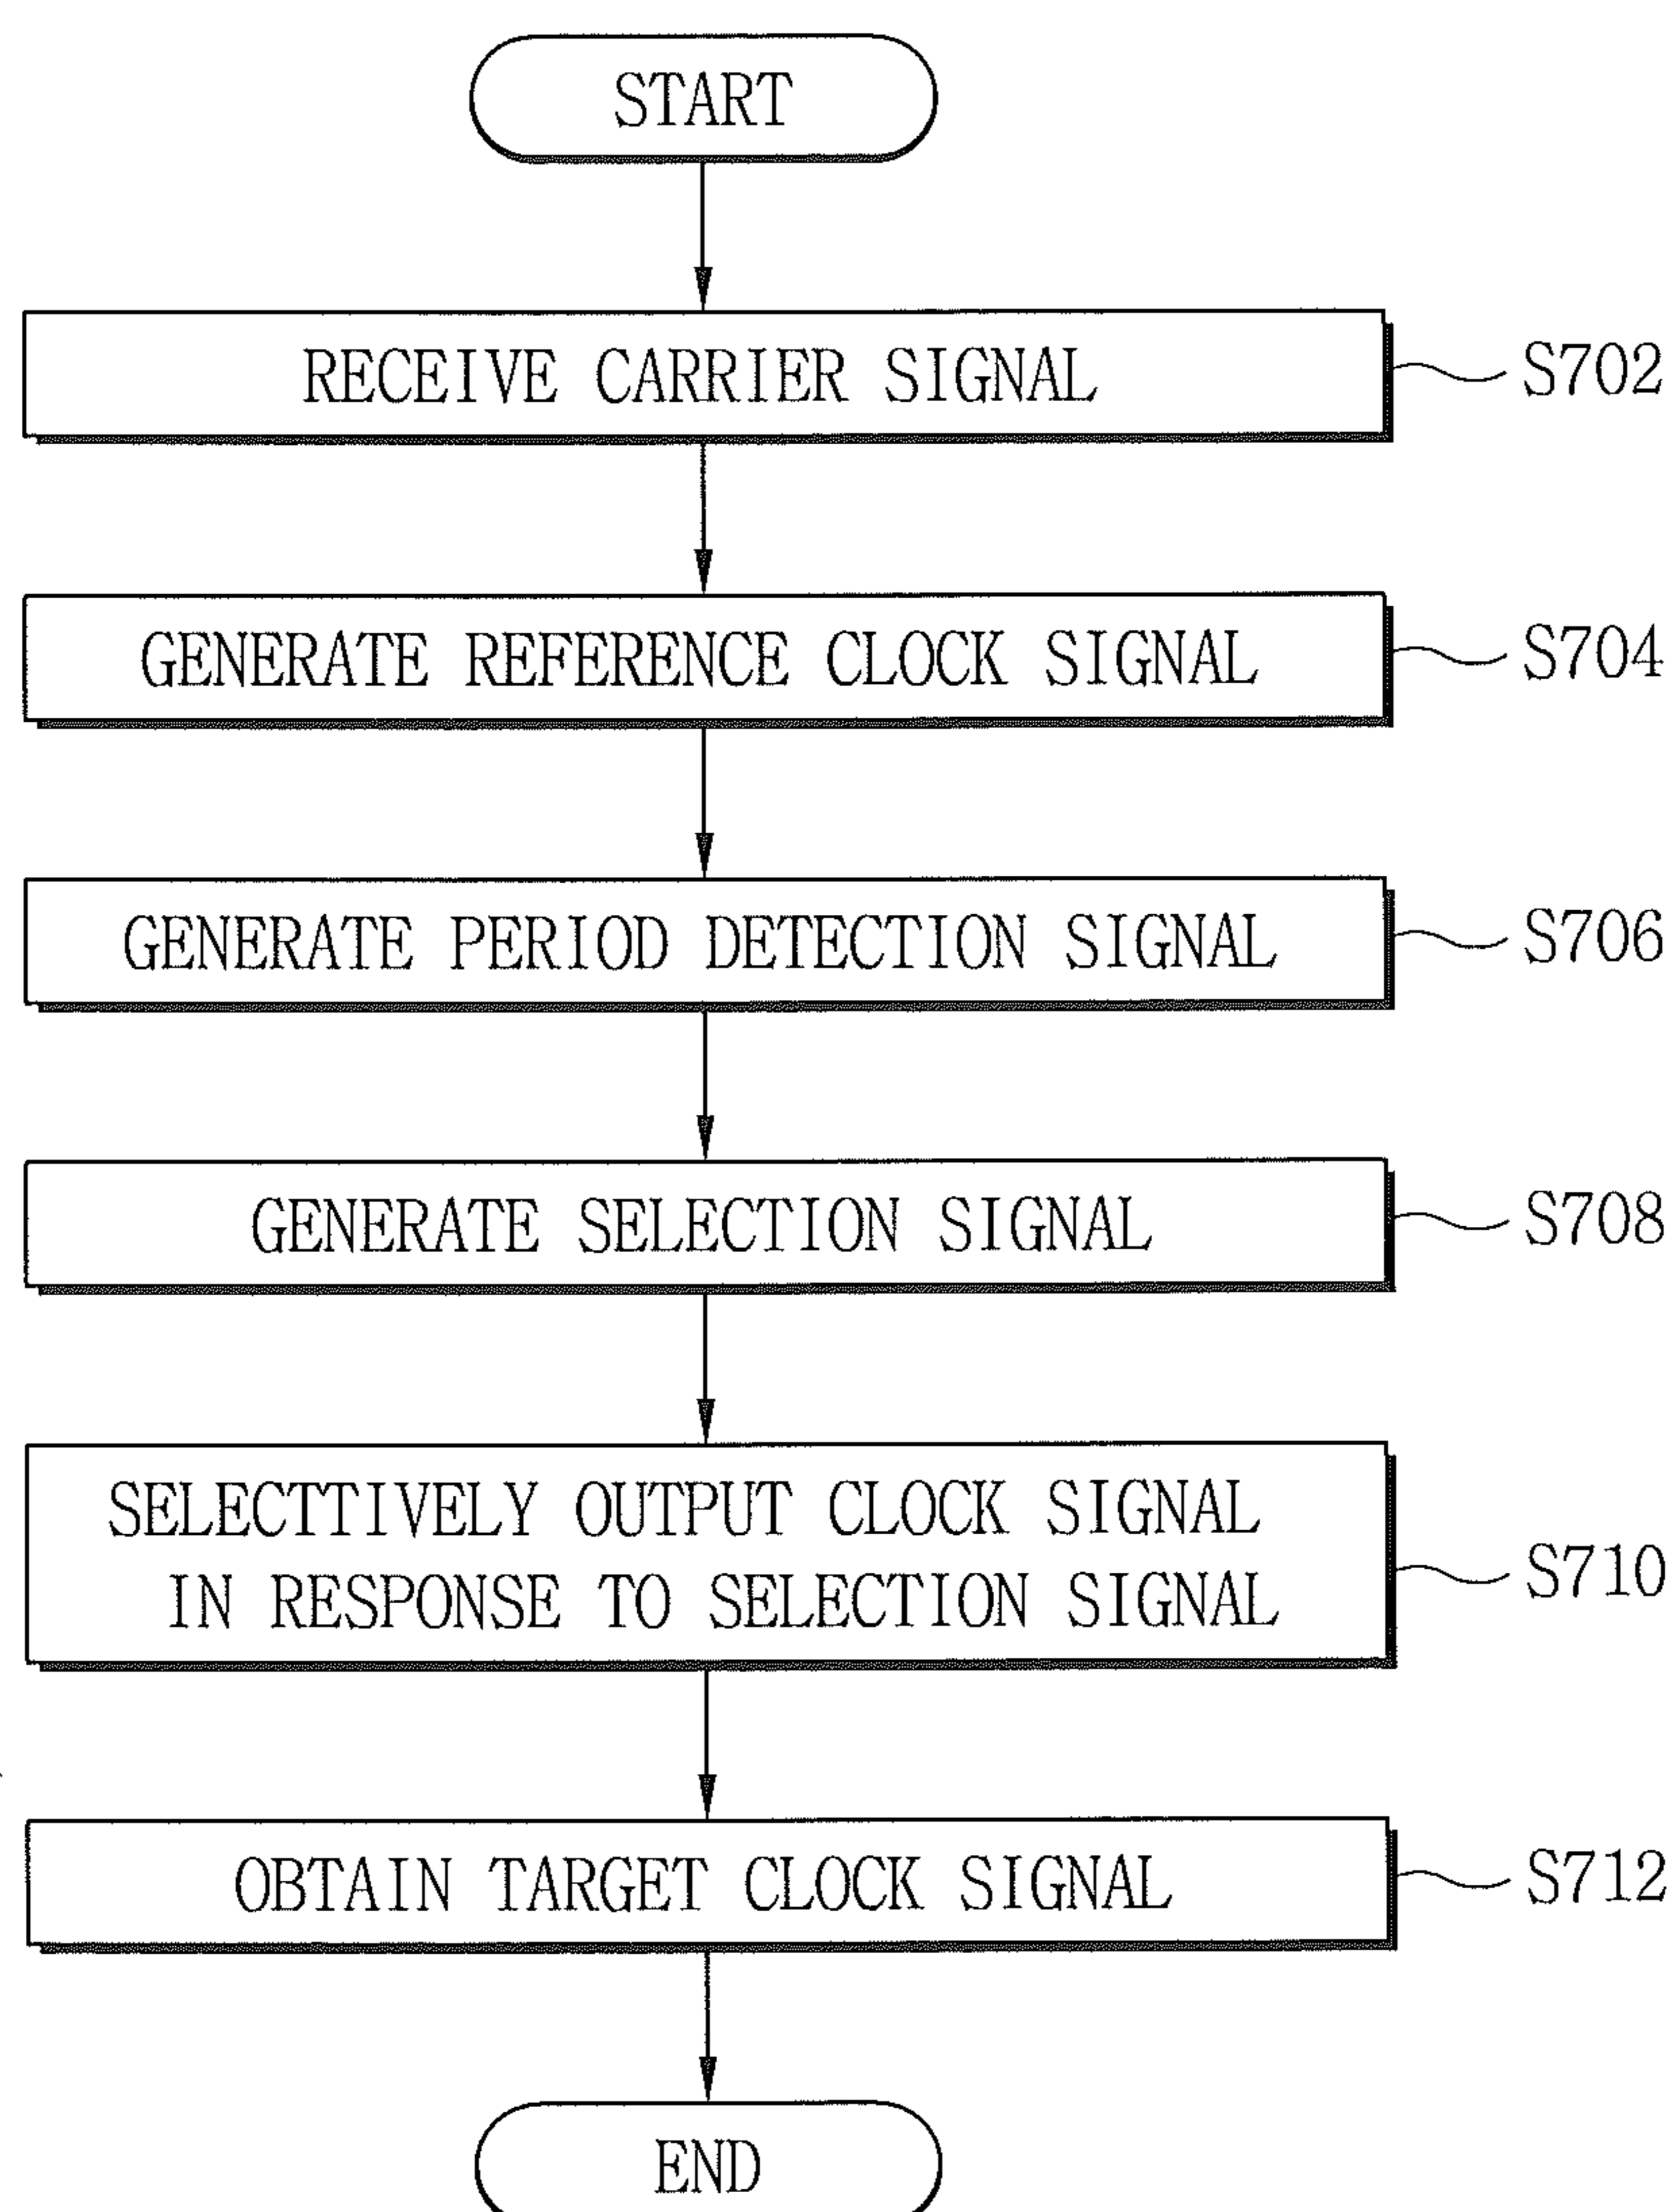 START
RECEIVE CARRIER SIGNAL
S702
GENERATE REFERENCE CLOCK SIGNAL
S704
GENERATE PERIOD DETECTION SIGNAL
S706
GENERATE SELECTION SIGNAL
S708
SELECTTIVELY OUTPUT CLOCK SIGNAL
IN RESPONSE TO SELECTION SIGNAL
S710
OBTAIN TARGET CLOCK SIGNAL
S712
END